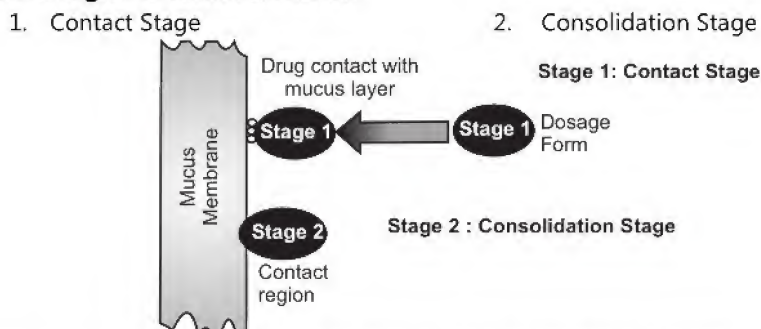 1. Contact Stage
2. Consolidation Stage
Drug contact with
mucus layer
Stage 1: Contact Stage
Stage 1
Stage 1
Dosage
Form
Mucus
Membrane
Stage 2
Stage 2 : Consolidation Stage
Contact
region